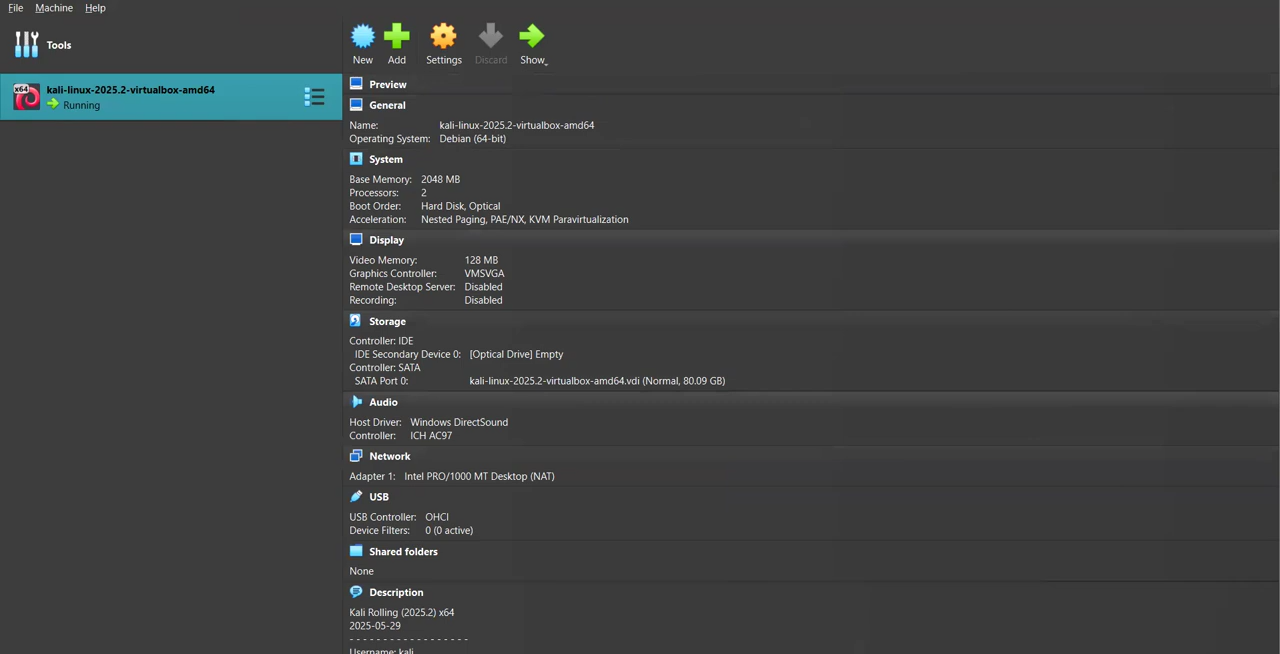 File Machine Help
Tools
New Add Settings Discard Show
x64 kali-linux-2025.2-virtualbox-amd64
Running
Preview
General
Name: kali-linux-2025.2-virtualbox-amd64
Operating System: Debian (64-bit)
System
Base Memory: 2048 MB
Processors: 2
Boot Order: Hard Disk, Optical
Acceleration: Nested Paging, PAE/NX, KVM Paravirtualization
Display
Video Memory: 128 MB
Graphics Controller: VMSVGA
Remote Desktop Server: Disabled
Recording: Disabled
Storage
Controller: IDE
IDE Secondary Device 0: [Optical Drive] Empty
Controller: SATA
SATA Port 0: kali-linux-2025.2-virtualbox-amd64.vdi (Normal, 80.09 GB)
Audio
Host Driver: Windows DirectSound
Controller: ICH AC97
Network
Adapter 1: Intel PRO/1000 MT Desktop (NAT)
USB
USB Controller: OHCI
Device Filters: 0 (0 active)
Shared folders
None
Description
Kali Rolling (2025.2) x64
2025-05-29
- - - - - - - - - - - - - - - - - -
Username: kali